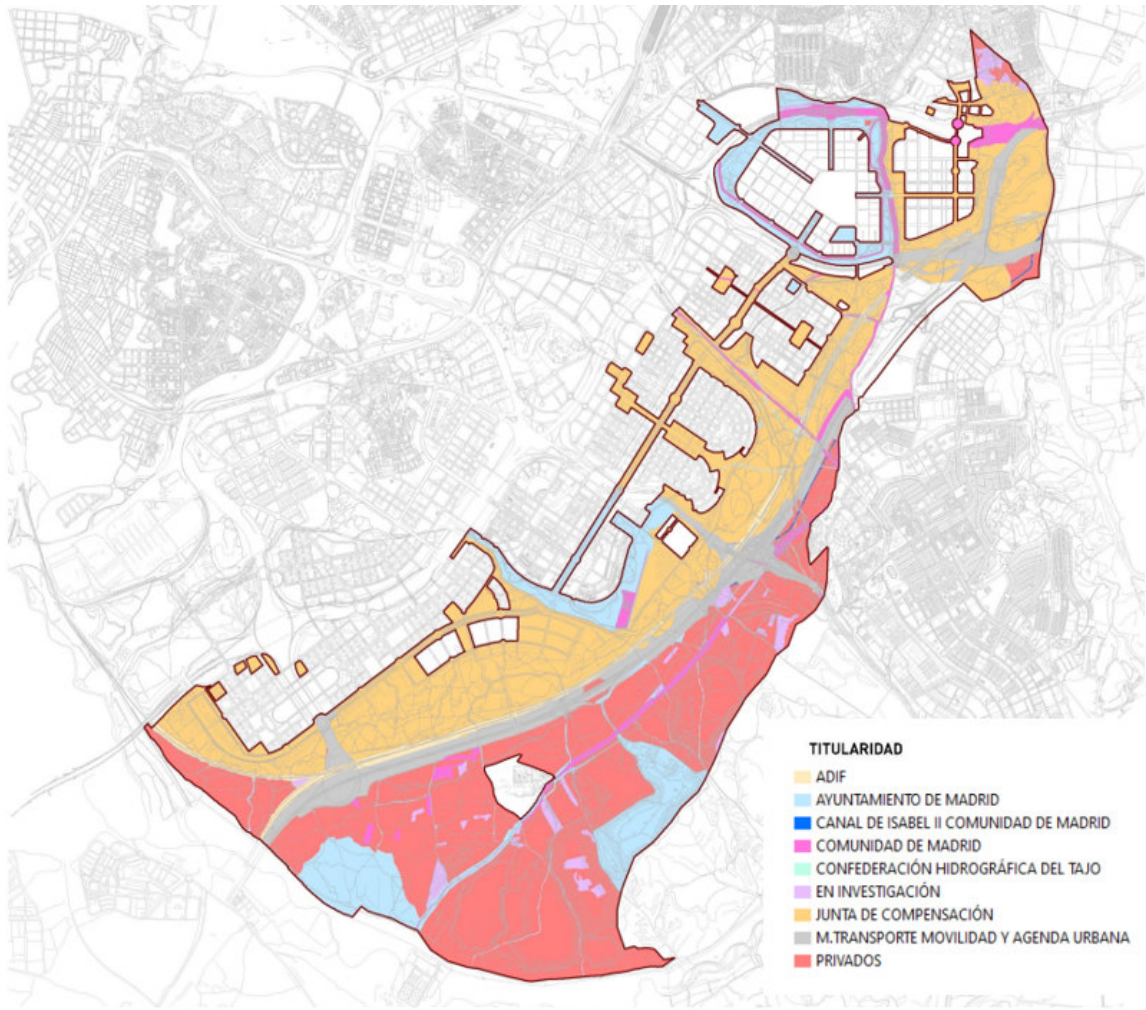 TITULARIDAD
ADIF
AYUNTAMIENTO DE MADRID
CANAL DE ISABEL II COMUNIDAD DE MADRID
COMUNIDAD DE MADRID
CONFEDERACIÓN HIDROGRÁFICA DEL TAJO
EN INVESTIGACIÓN
JUNTA DE COMPENSACIÓN
M.TRANSPORTE MOVILIDAD Y AGENDA URBANA
PRIVADOS